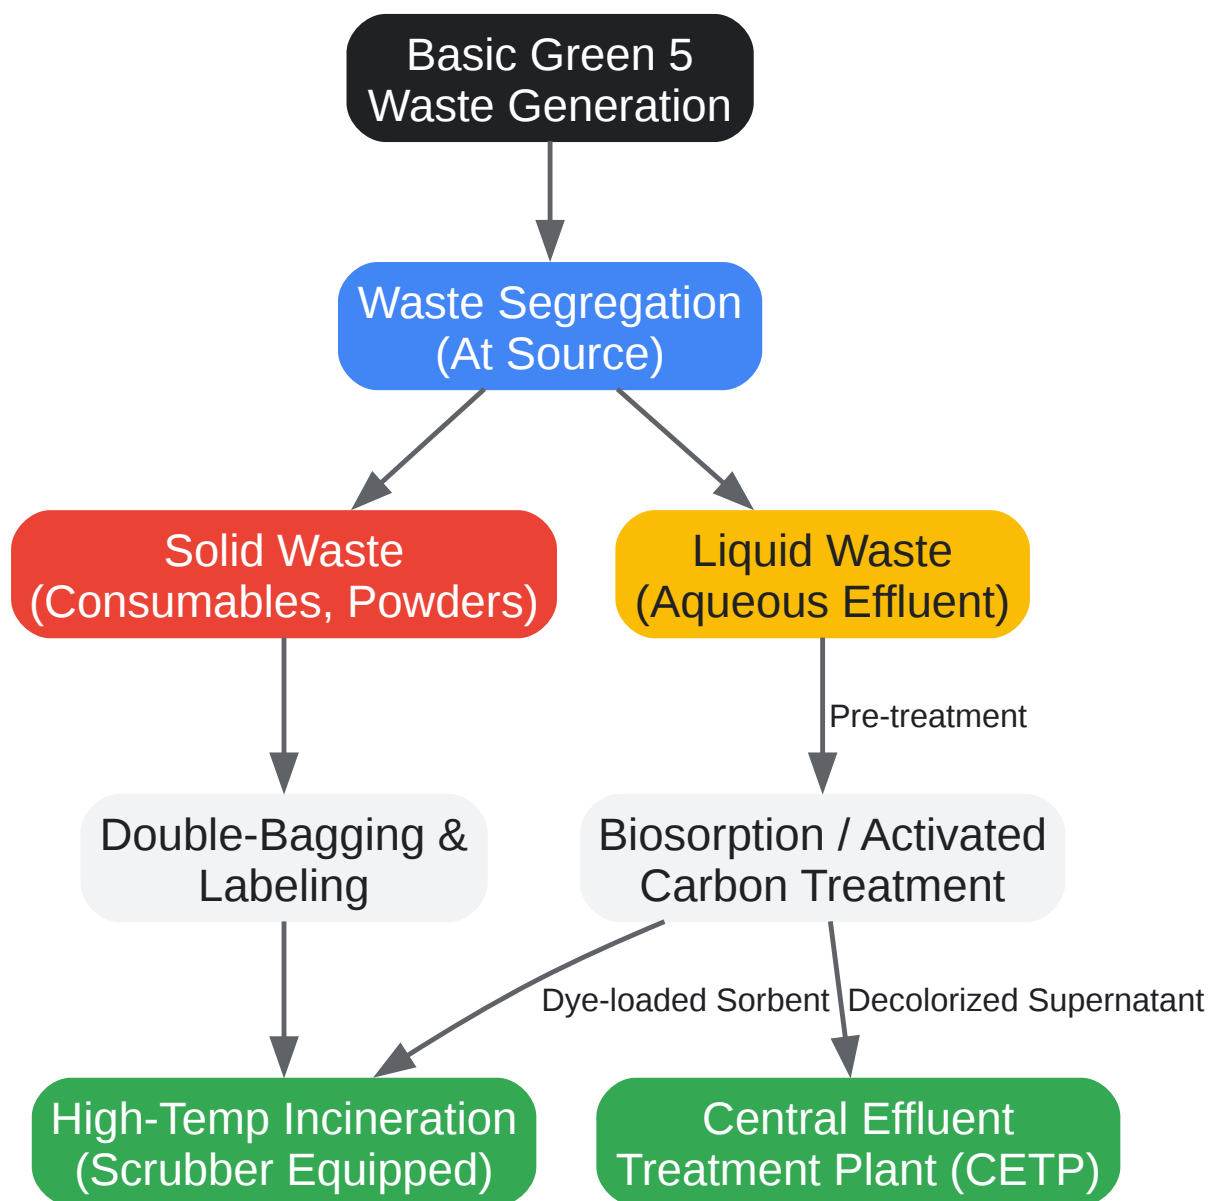 Basic Green 5
Waste Generation
Waste Segregation
(At Source)
Solid Waste
(Consumables, Powders)
Liquid Waste
(Aqueous Effluent)
Pre-treatment
Double-Bagging &
Labeling
Biosorption / Activated
Carbon Treatment
Dye-loaded Sorbent
Decolorized Supernatant
High-Temp Incineration
(Scrubber Equipped)
Central Effluent
Treatment Plant (CETP)